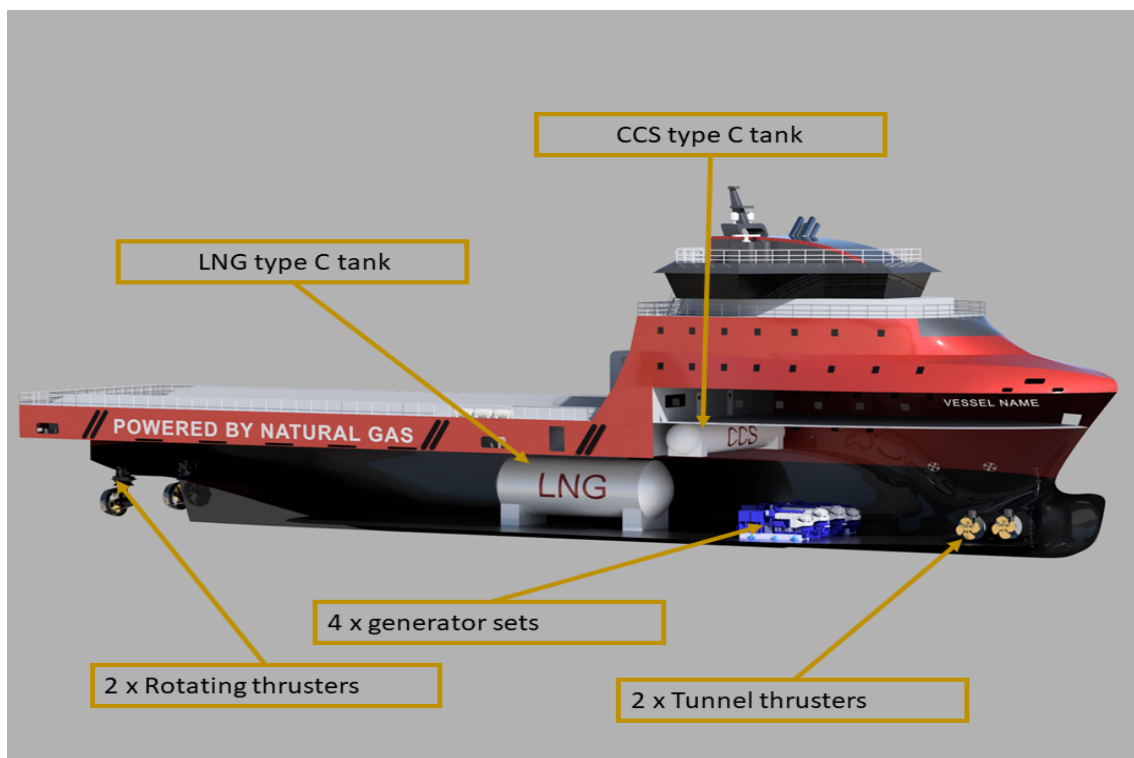 CCS type C tank
LNG type C tank
VESSEL NAME
POWERED BY NATURAL GAS
CCS
LNG
4 x generator sets
2 x Rotating thrusters
2 x Tunnel thrusters